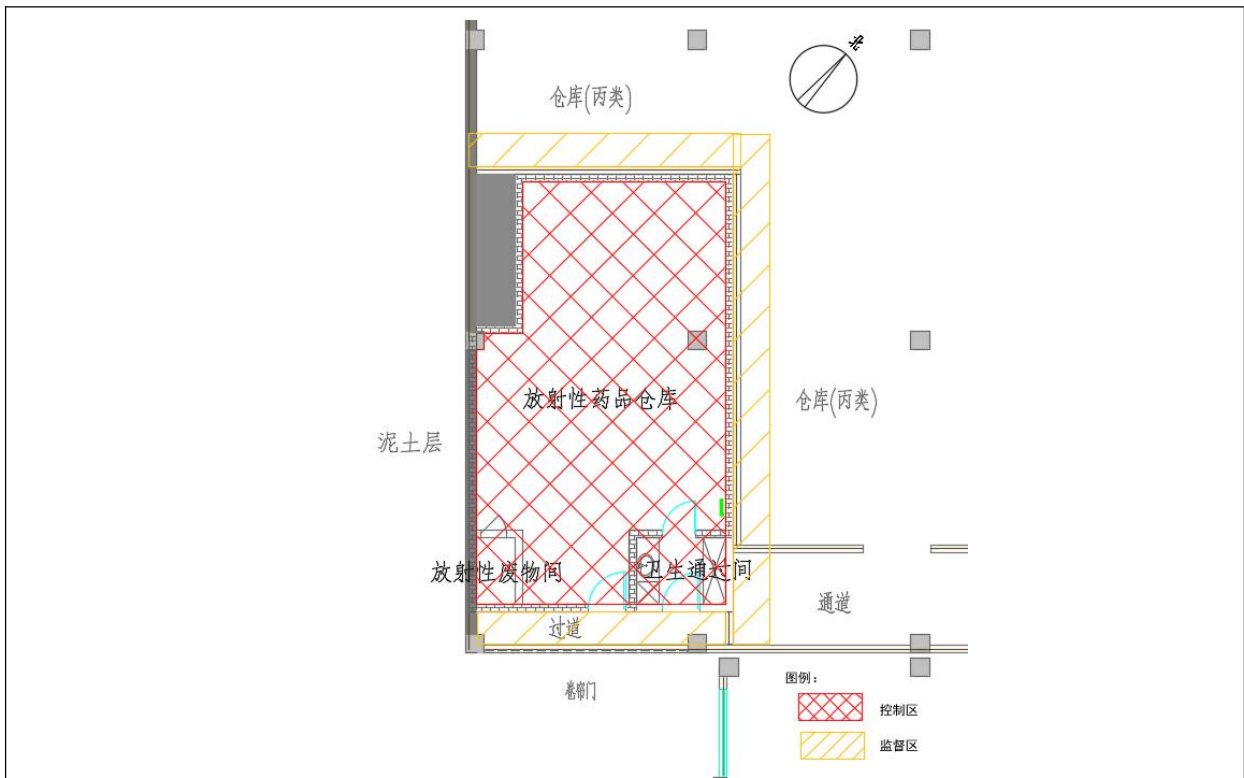 北
仓库(丙类)
放射性药品仓库
仓库(丙类)
泥土层
放射性废物间
卫生通过间
通道
过道
卷帘门
图例：
控制区
监督区